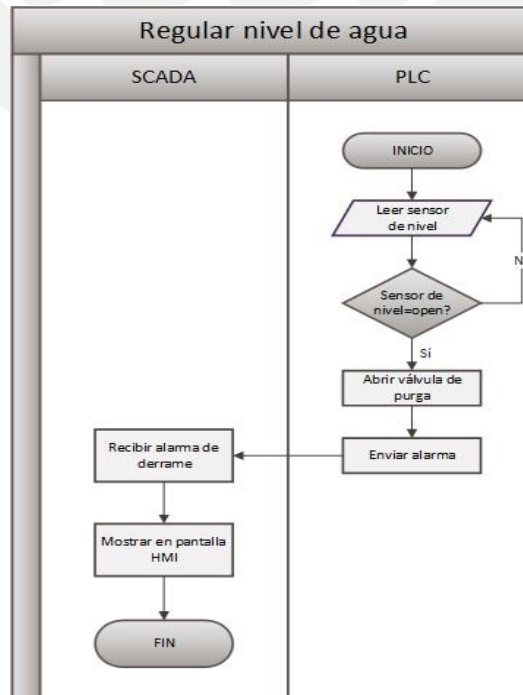 Regular nivel de agua
SCADA
PLC
INICIO
Leer sensor
de nivel
Sensor de
nivel=open?
N
Sí
Abrir válvula de
purga
Enviar alarma
Recibir alarma de
derrame
Mostrar en pantalla
HMI
FIN